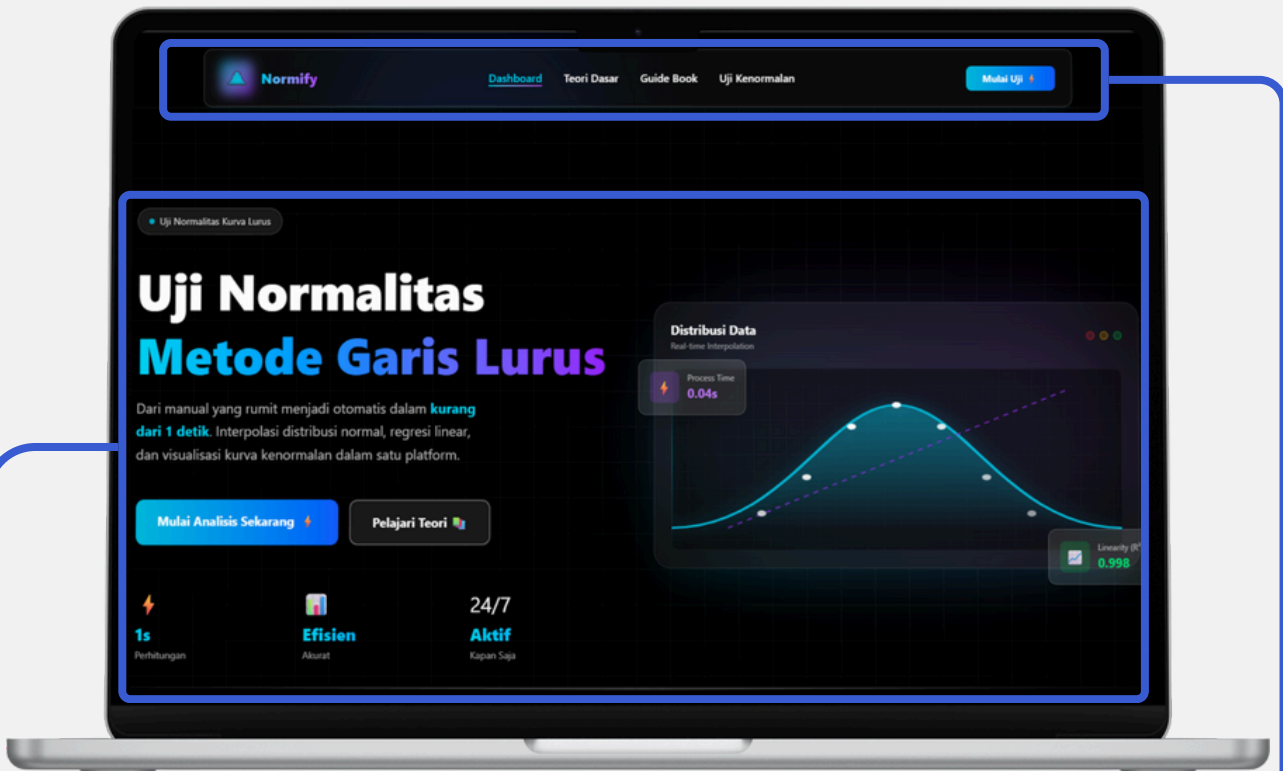 Normify
Dashboard
Teori Dasar
Guide Book
Uji Kenormalan
Mulai Uji
Uji Normalitas Kurva Lurus
Uji Normalitas
Metode Garis Lurus
Dari manual yang rumit menjadi otomatis dalam kurang
dari 1 detik. Interpolasi distribusi normal, regresi linear,
dan visualisasi kurva kenormalan dalam satu platform.
Mulai Analisis Sekarang
Pelajari Teori
1s
Perhitungan
Efisien
Akurat
24/7
Aktif
Kapan Saja
Distribusi Data
Real-time Interpolation
Process Time
0.04s
Linearity (R
0.998